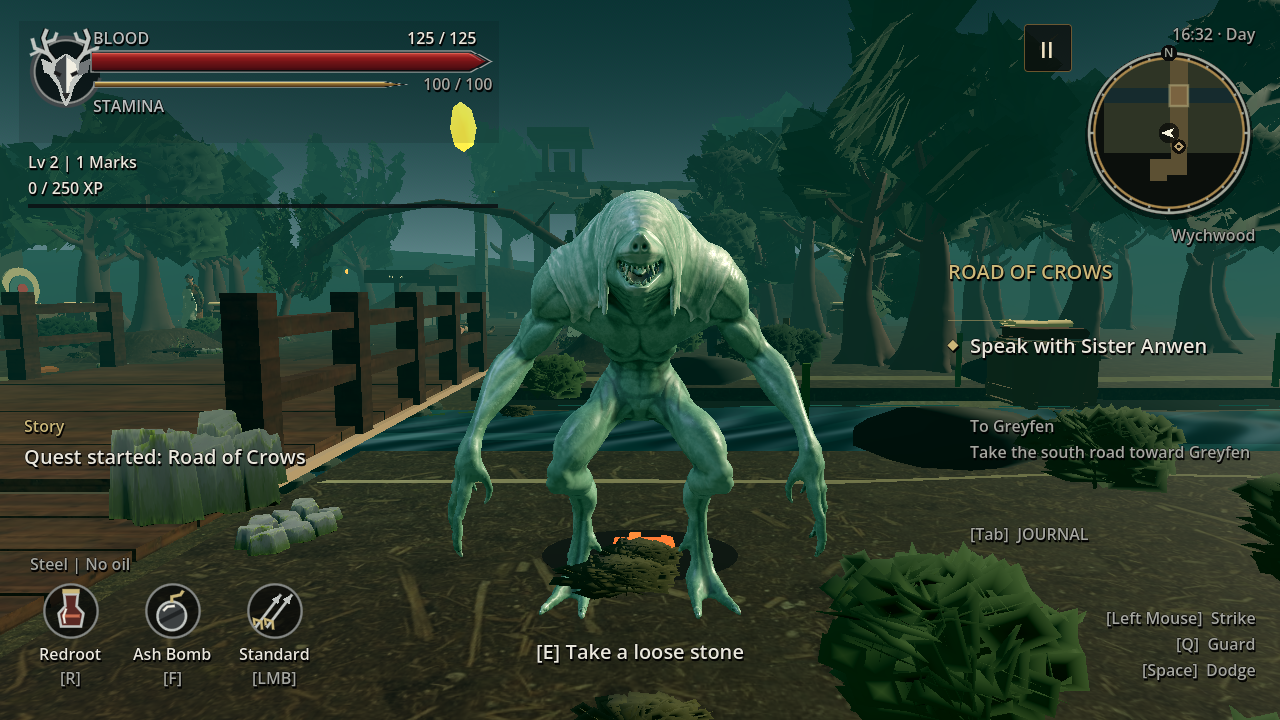 BLOOD 125 / 125
100 / 100
STAMINA
Lv 2 | 1 Marks
0 / 250 XP
16:32 · Day
N
Wychwood
ROAD OF CROWS
Speak with Sister Anwen
To Greyfen
Take the south road toward Greyfen
[Tab] JOURNAL
Story
Quest started: Road of Crows
Steel | No oil
Redroot Ash Bomb Standard
[R] [F] [LMB]
[E] Take a loose stone
[Left Mouse] Strike
[Q] Guard
[Space] Dodge